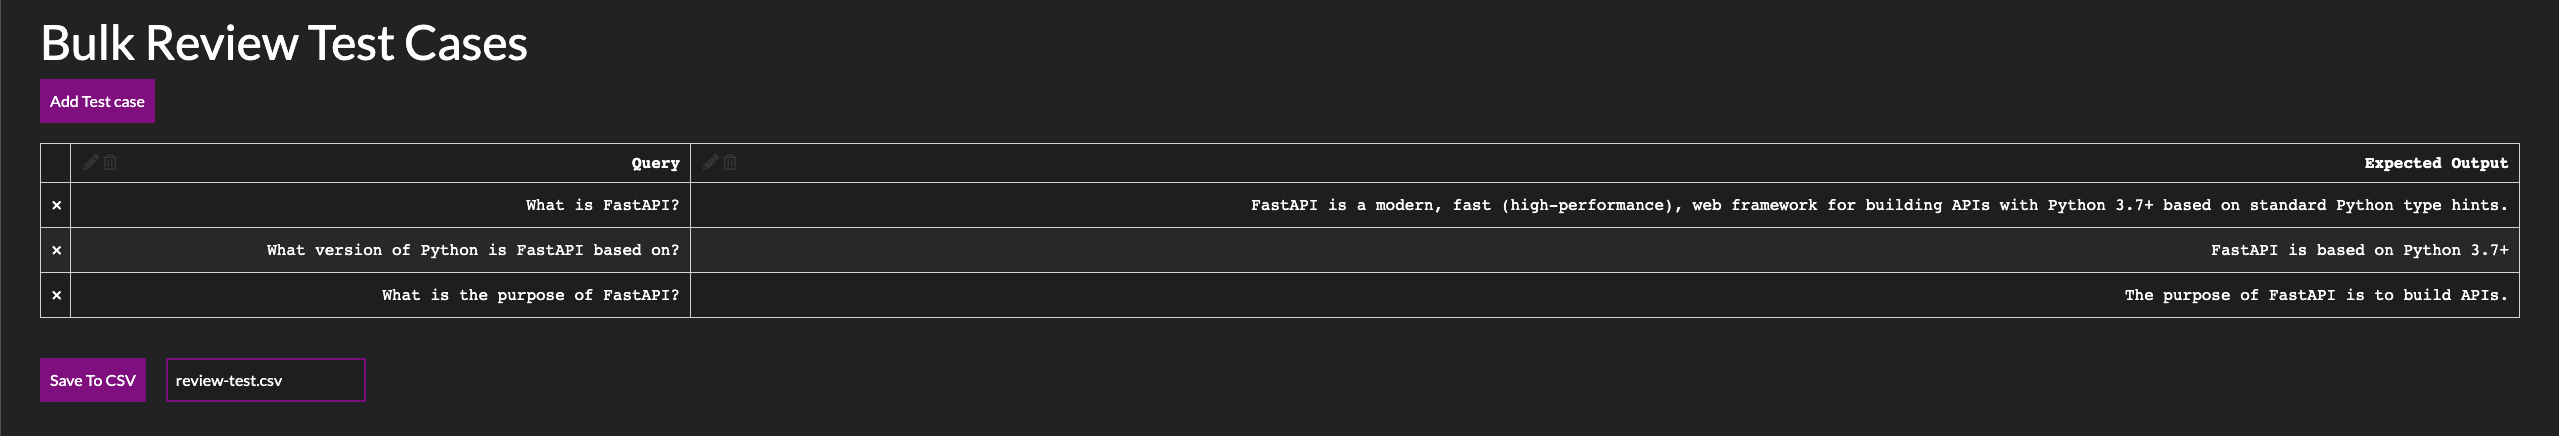 Bulk Review Test Cases
Add Test case
Query Expected Output
× What is FastAPI? FastAPI is a modern, fast (high-performance), web framework for building APIs with Python 3.7+ based on standard Python type hints.
× What version of Python is FastAPI based on? FastAPI is based on Python 3.7+
× What is the purpose of FastAPI? The purpose of FastAPI is to build APIs.
Save To CSV review-test.csv